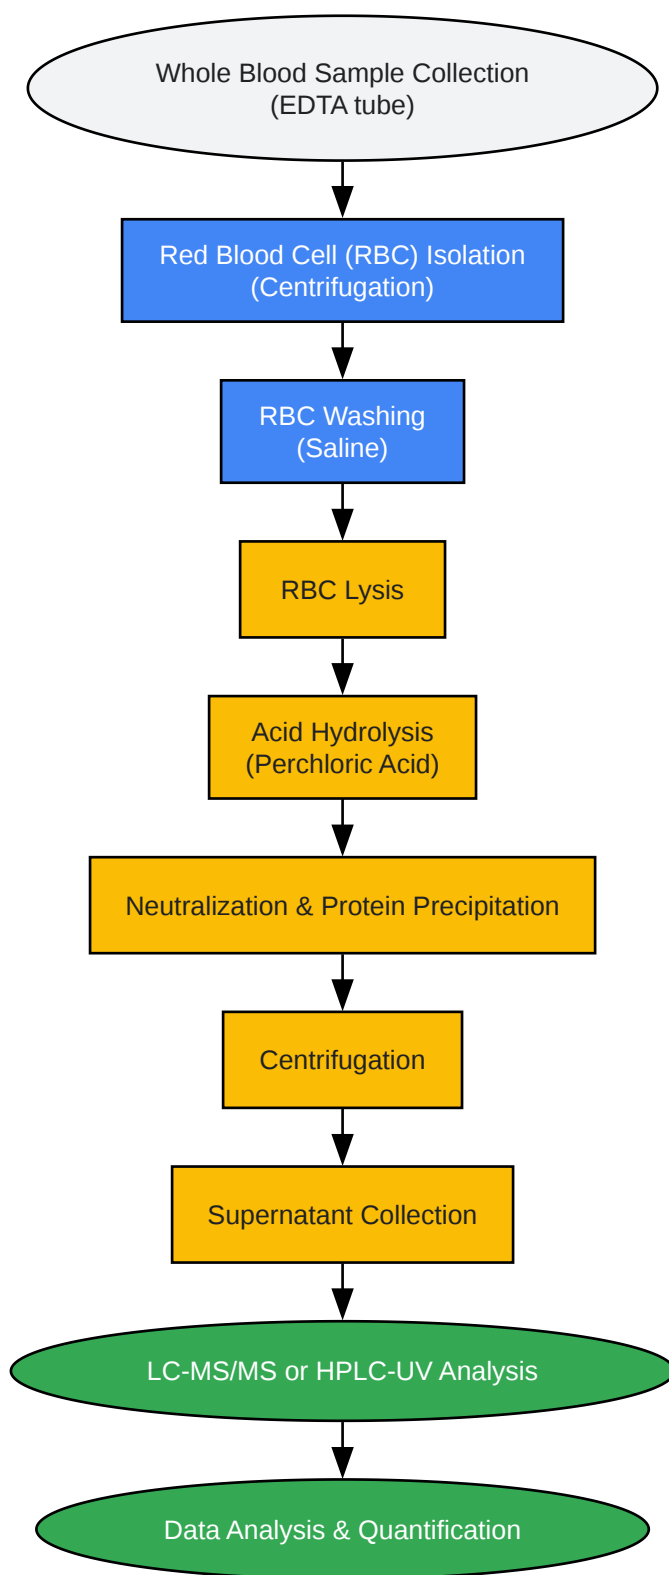 Whole Blood Sample Collection
(EDTA tube)
Red Blood Cell (RBC) Isolation
(Centrifugation)
RBC Washing
(Saline)
RBC Lysis
Acid Hydrolysis
(Perchloric Acid)
Neutralization & Protein Precipitation
Centrifugation
Supernatant Collection
LC-MS/MS or HPLC-UV Analysis
Data Analysis & Quantification